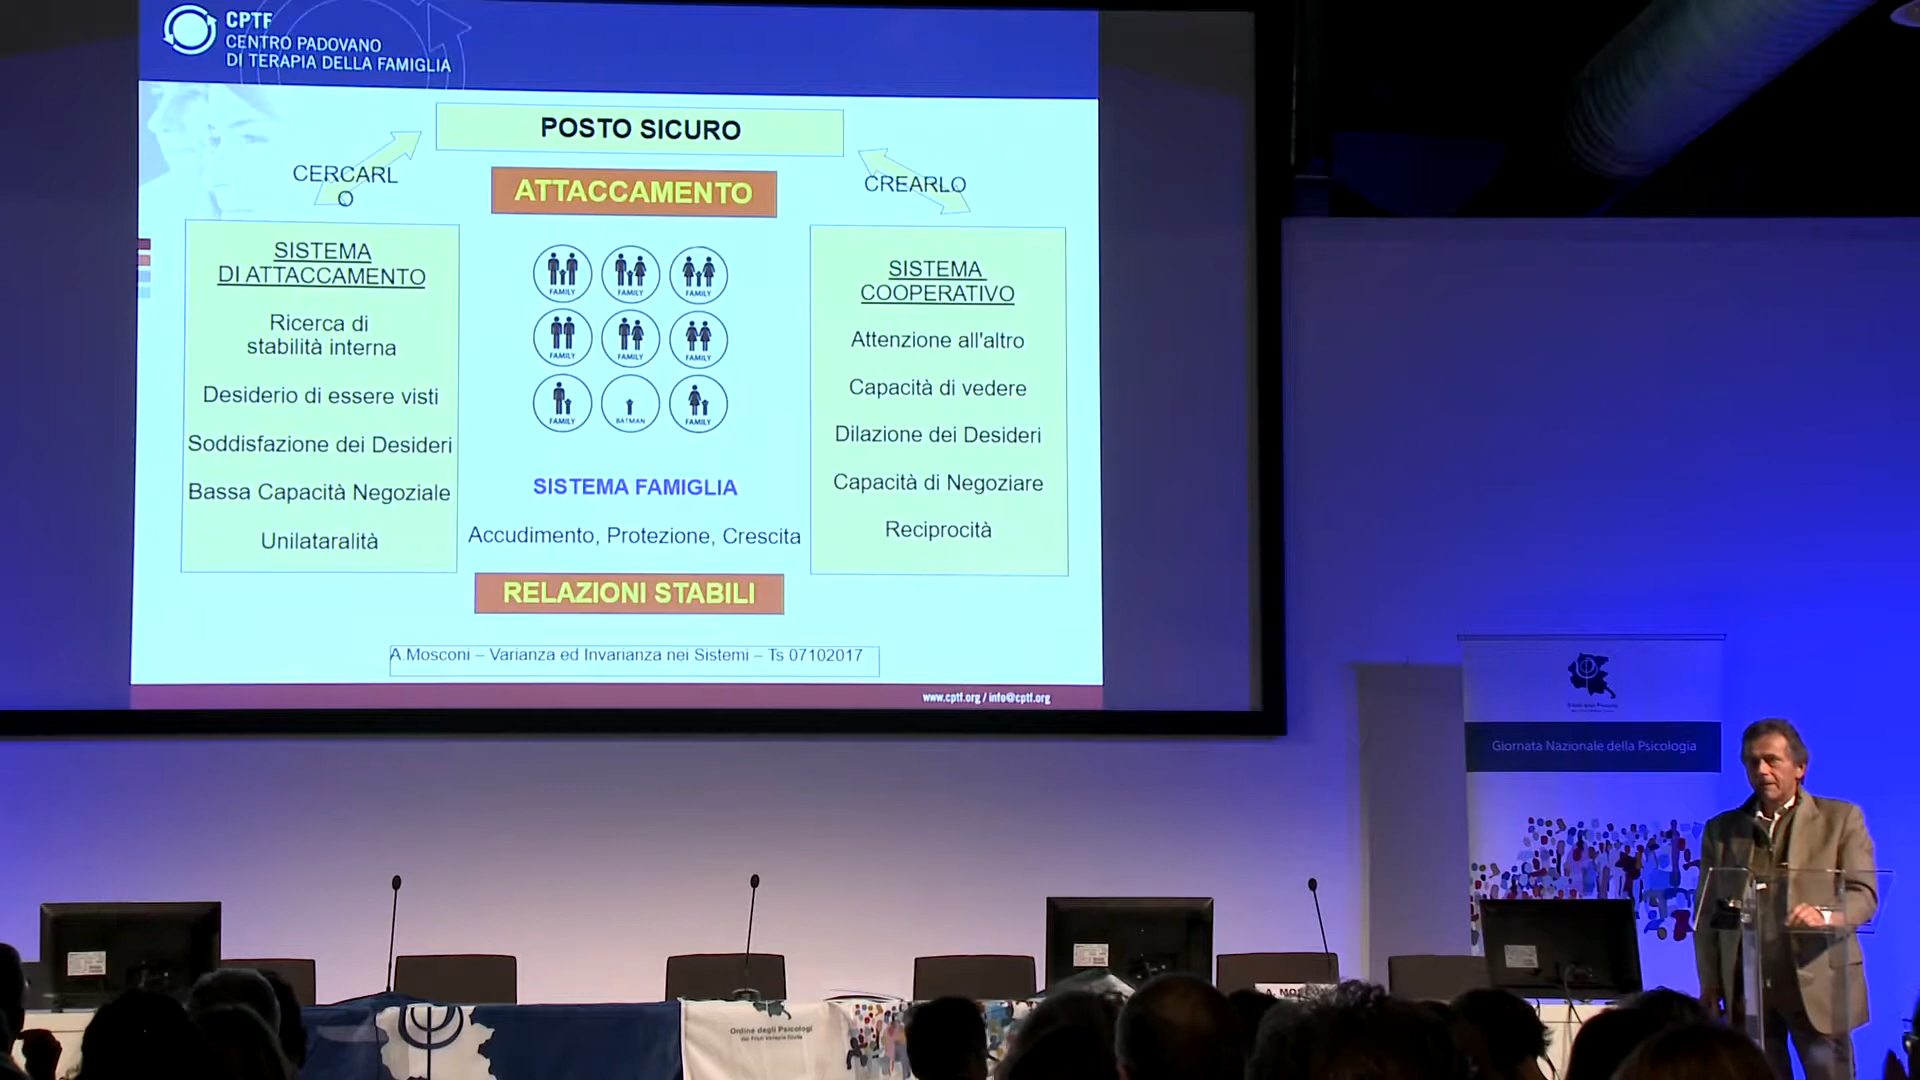 CPTF
CENTRO PADOVANO
DI TERAPIA DELLA FAMIGLIA
POSTO SICURO
CERCARL
O
ATTACCAMENTO
CREARLO
SISTEMA
DI ATTACCAMENTO
Ricerca di
stabilità interna
Desiderio di essere visti
Soddisfazione dei Desideri
Bassa Capacità Negoziale
Unilataralità
FAMILY
FAMILY
FAMILY
FAMILY
FAMILY
FAMILY
FAMILY
BATMAN
FAMILY
SISTEMA FAMIGLIA
Accudimento, Protezione, Crescita
RELAZIONI STABILI
SISTEMA
COOPERATIVO
Attenzione all'altro
Capacità di vedere
Dilazione dei Desideri
Capacità di Negoziare
Reciprocità
A.Mosconi – Varianza ed Invarianza nei Sistemi – Ts 07102017
www.cptf.org / info@cptf.org
Giornata Nazionale della Psicologia
Ordine degli Psicologi
del Friuli Venezia Giulia